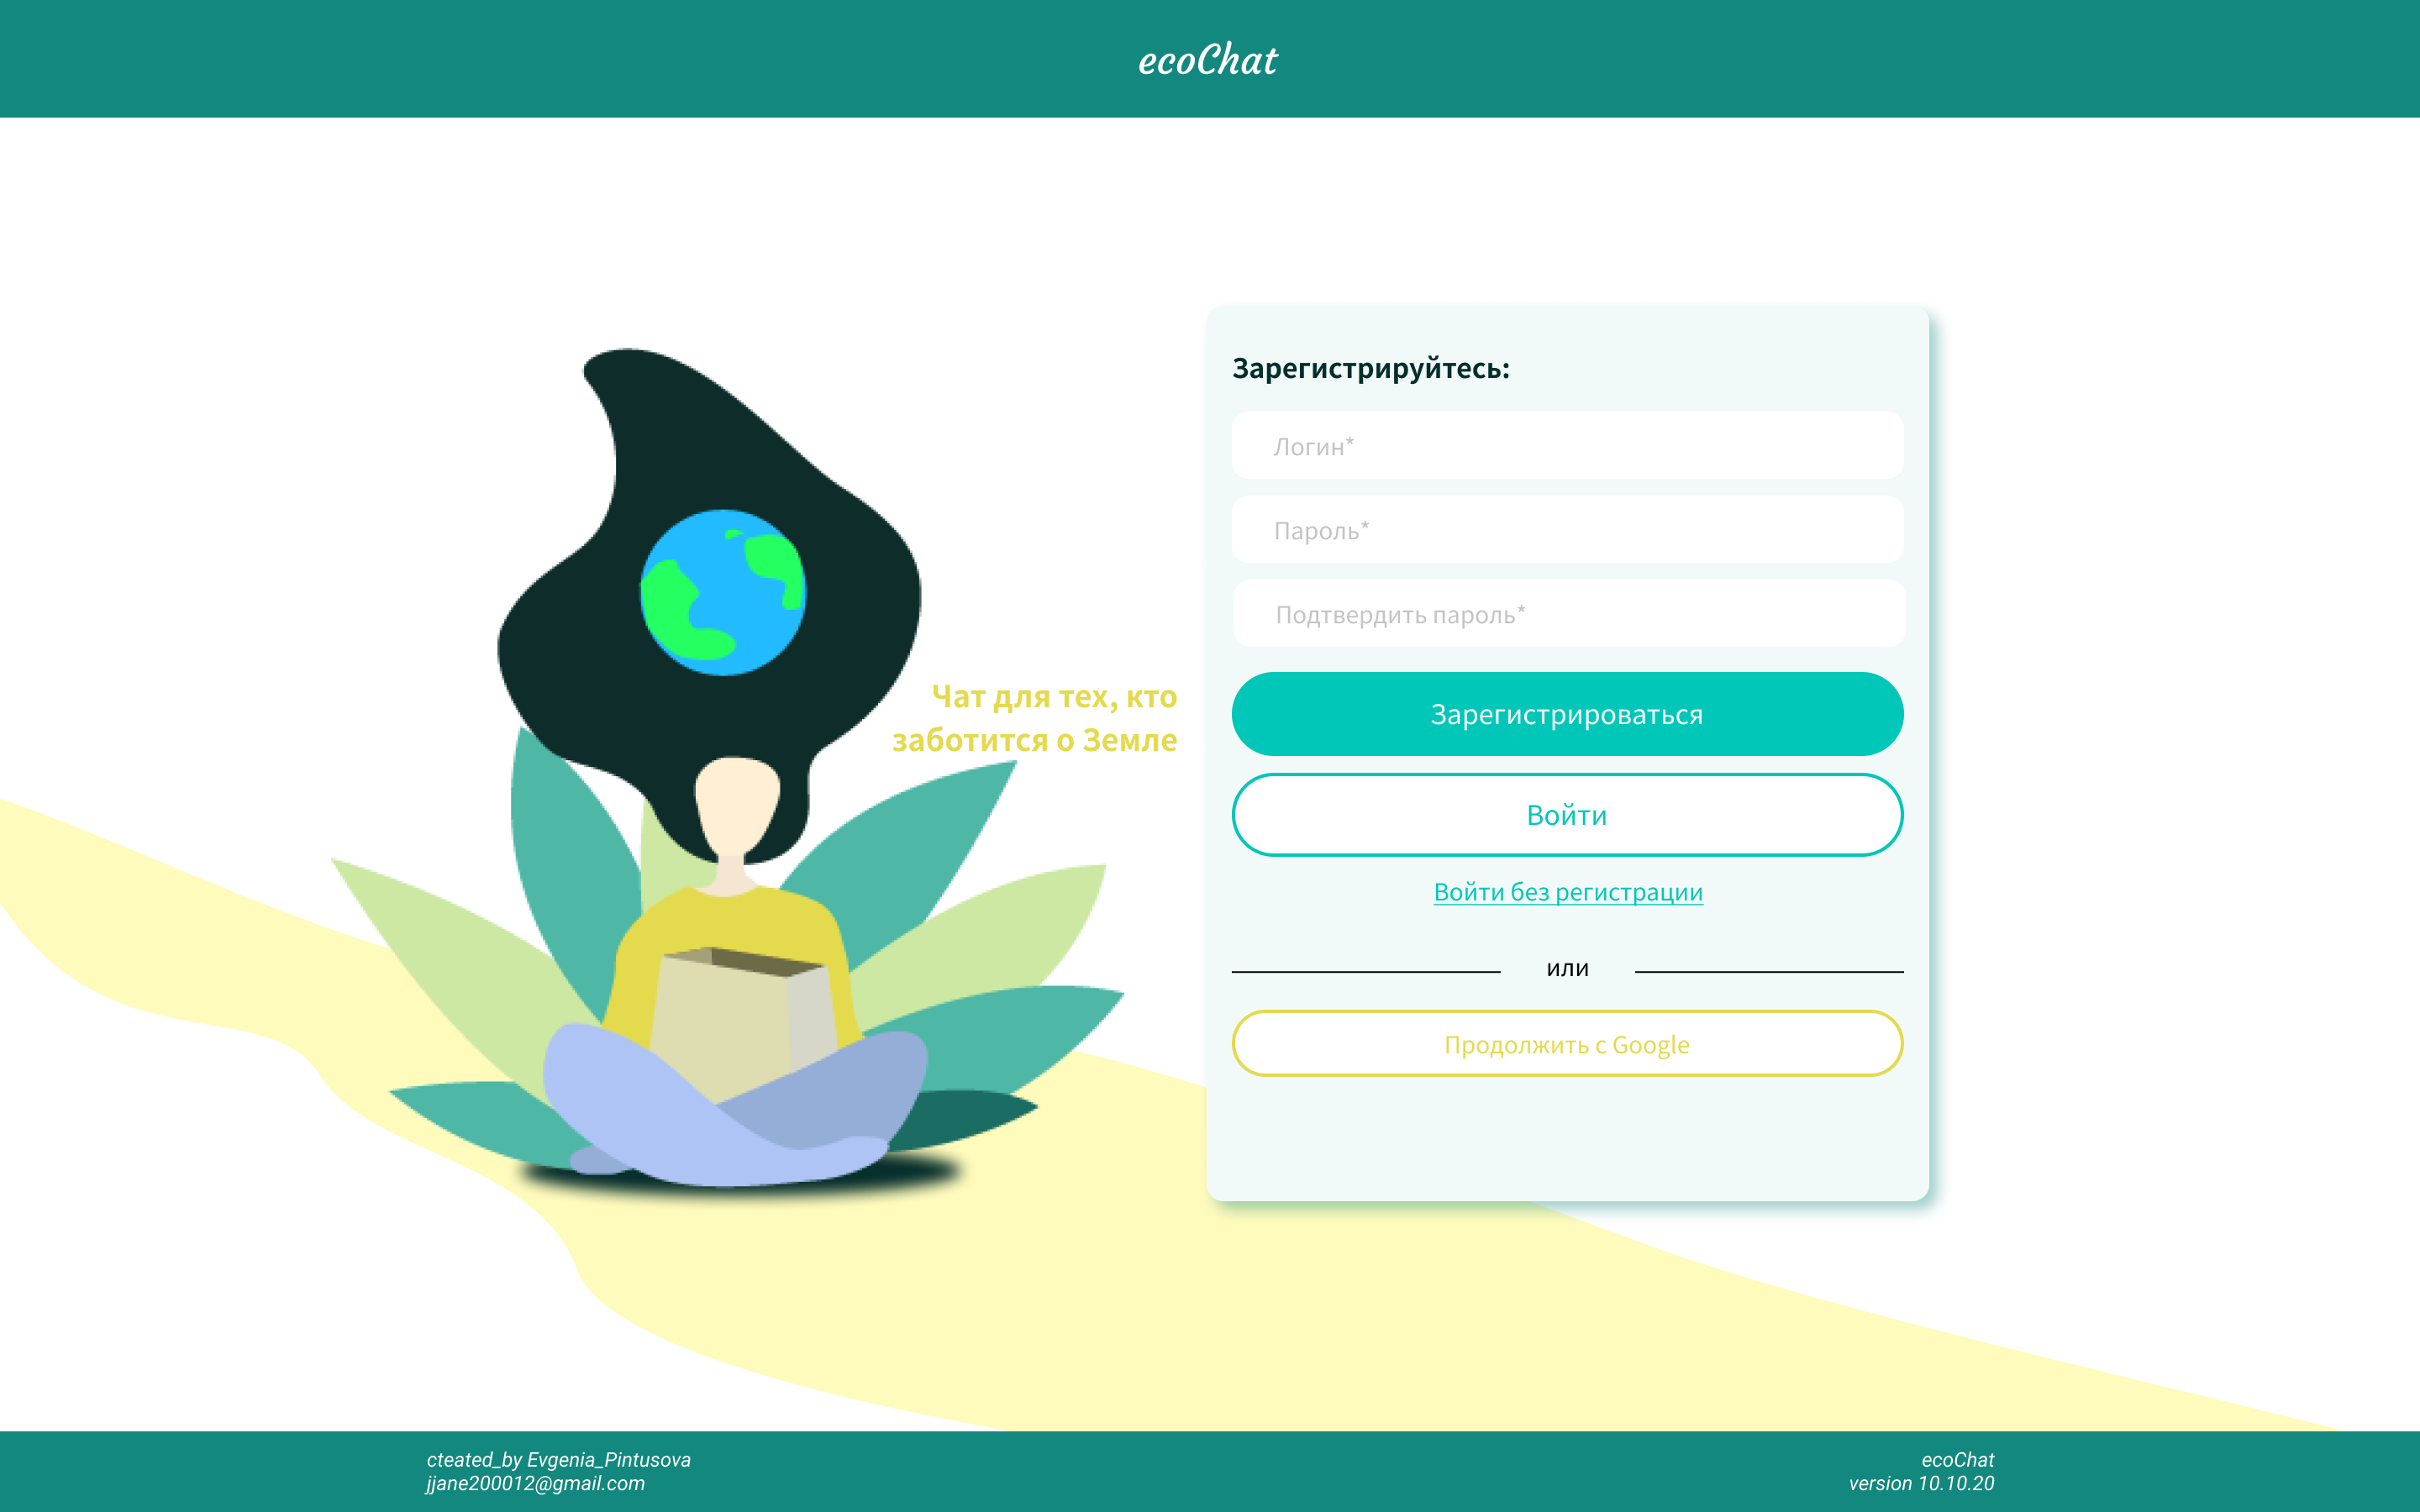 ecoChat
Чат для тех, кто
заботится о Земле
Зарегистрируйтесь:
Логин*
Пароль*
Подтвердить пароль*
Зарегистрироваться
Войти
Войти без регистрации
или
Продолжить с Google
cteated_by Evgenia_Pintusova
jjane200012@gmail.com
ecoChat
version 10.10.20